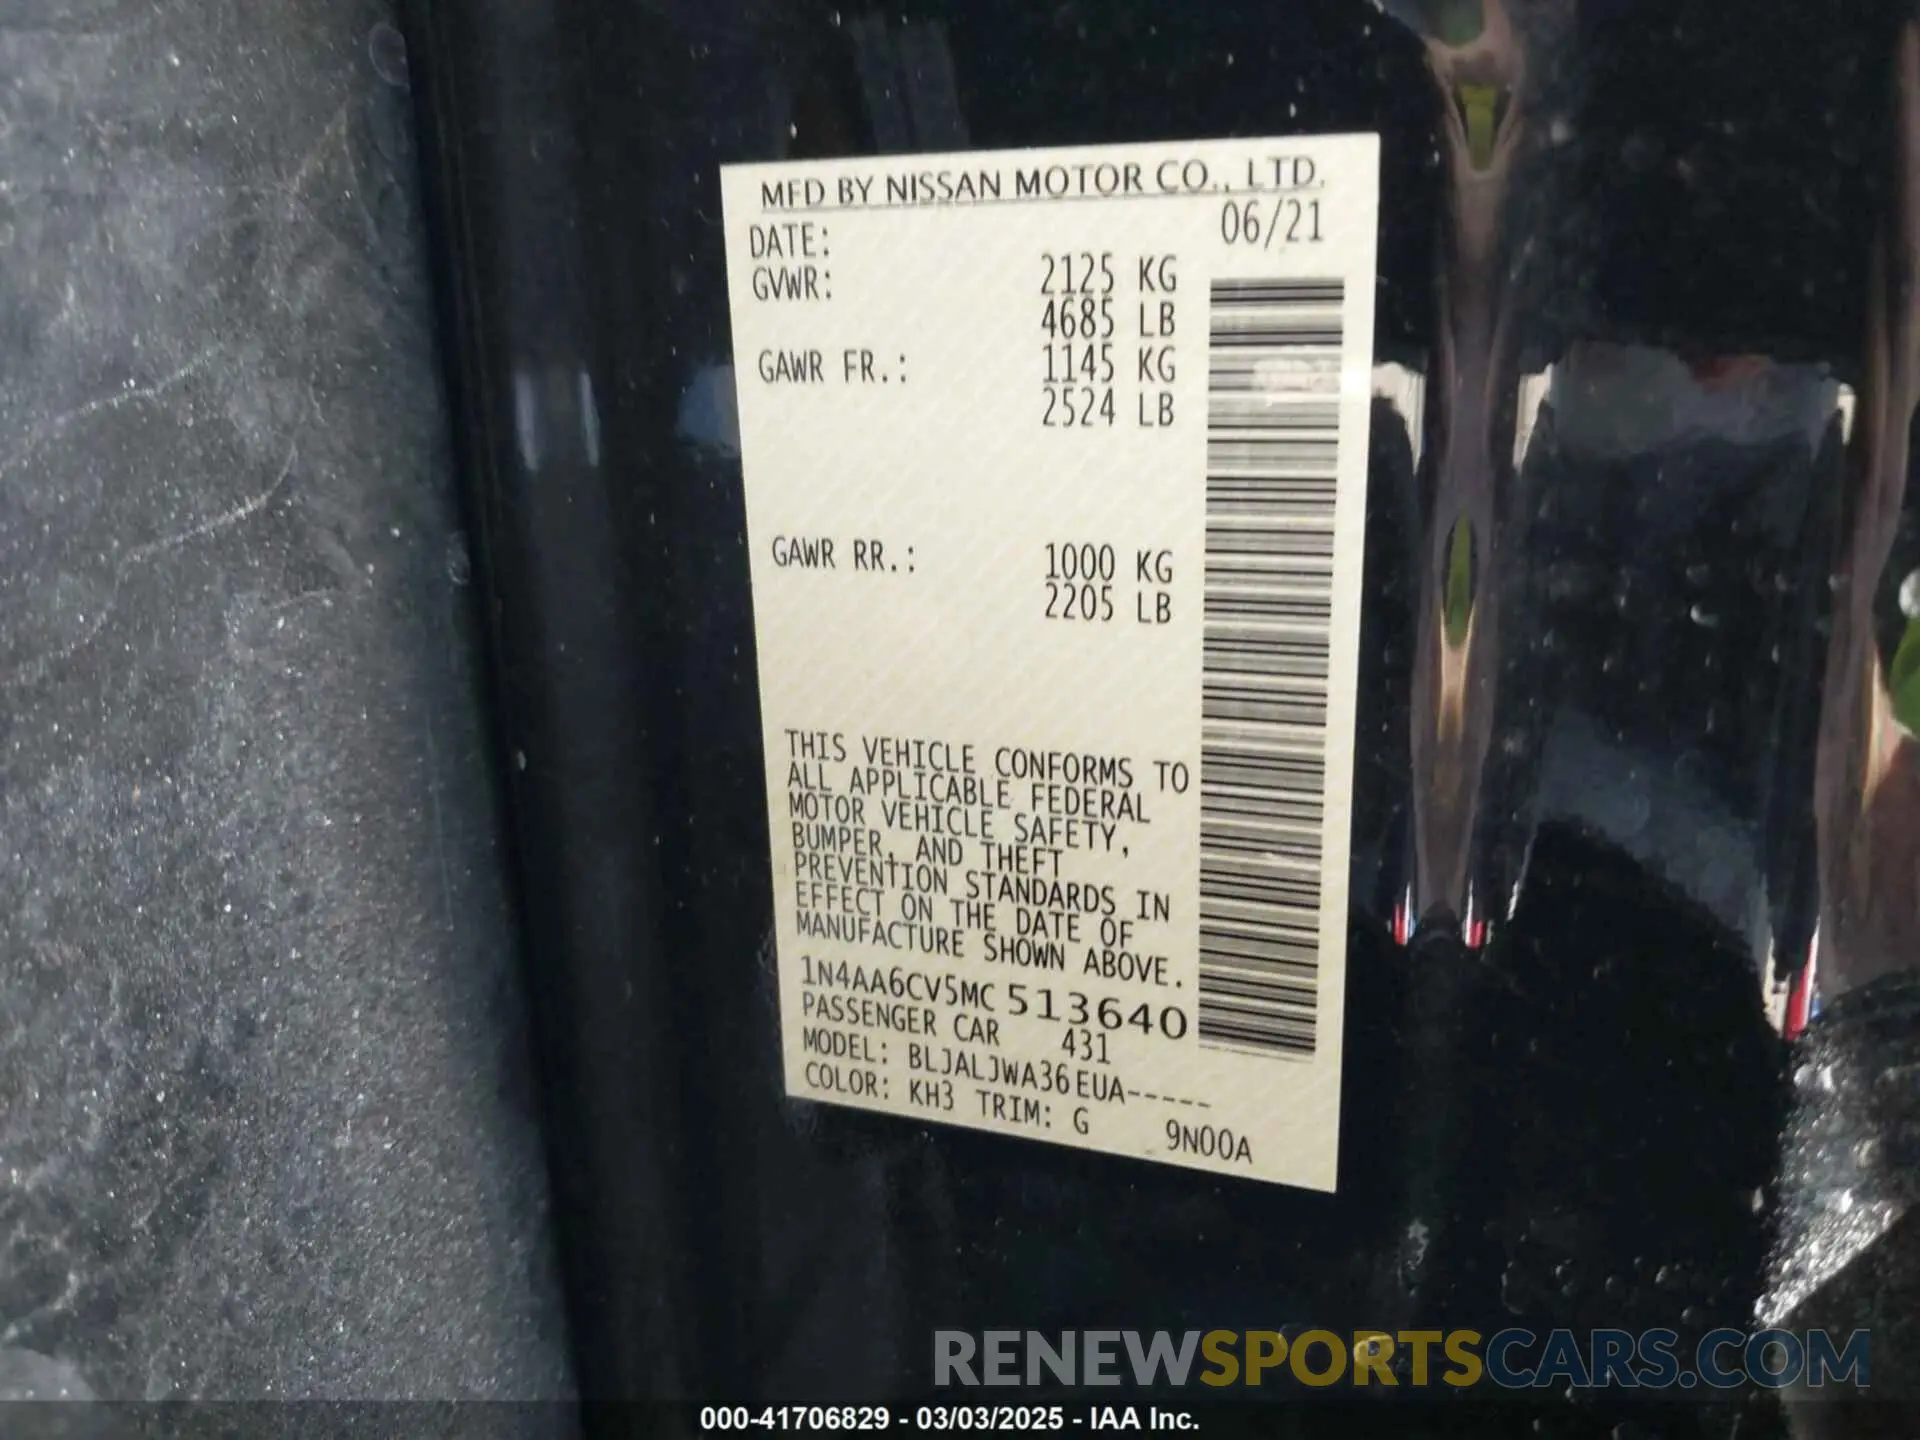 MFD BY NISSAN MOTOR CO., LTD.
DATE: 06/21
GVWR: 2125 KG
4685 LB
GAWR FR.: 1145 KG
2524 LB
GAWR RR.: 1000 KG
2205 LB
THIS VEHICLE CONFORMS TO
ALL APPLICABLE FEDERAL
MOTOR VEHICLE SAFETY,
BUMPER, AND THEFT
PREVENTION STANDARDS IN
EFFECT ON THE DATE OF
MANUFACTURE SHOWN ABOVE.
1N4AA6CV5MC513640
PASSENGER CAR 431
MODEL: BLJALJWA36EUA-----
COLOR: KH3 TRIM: G 9N00A
RENEWSPORTSCARS.COM
000-41706829 - 03/03/2025 - IAA Inc.